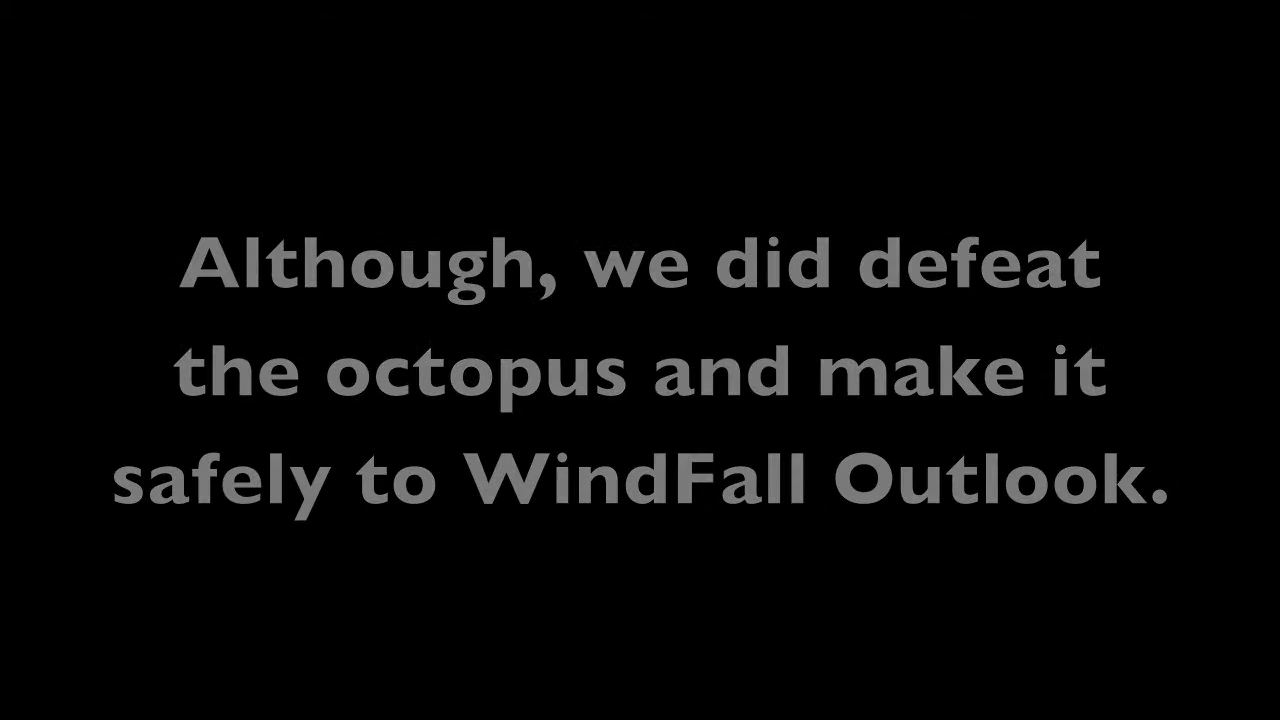 Although, we did defeat
the octopus and make it
safely to WindFall Outlook.